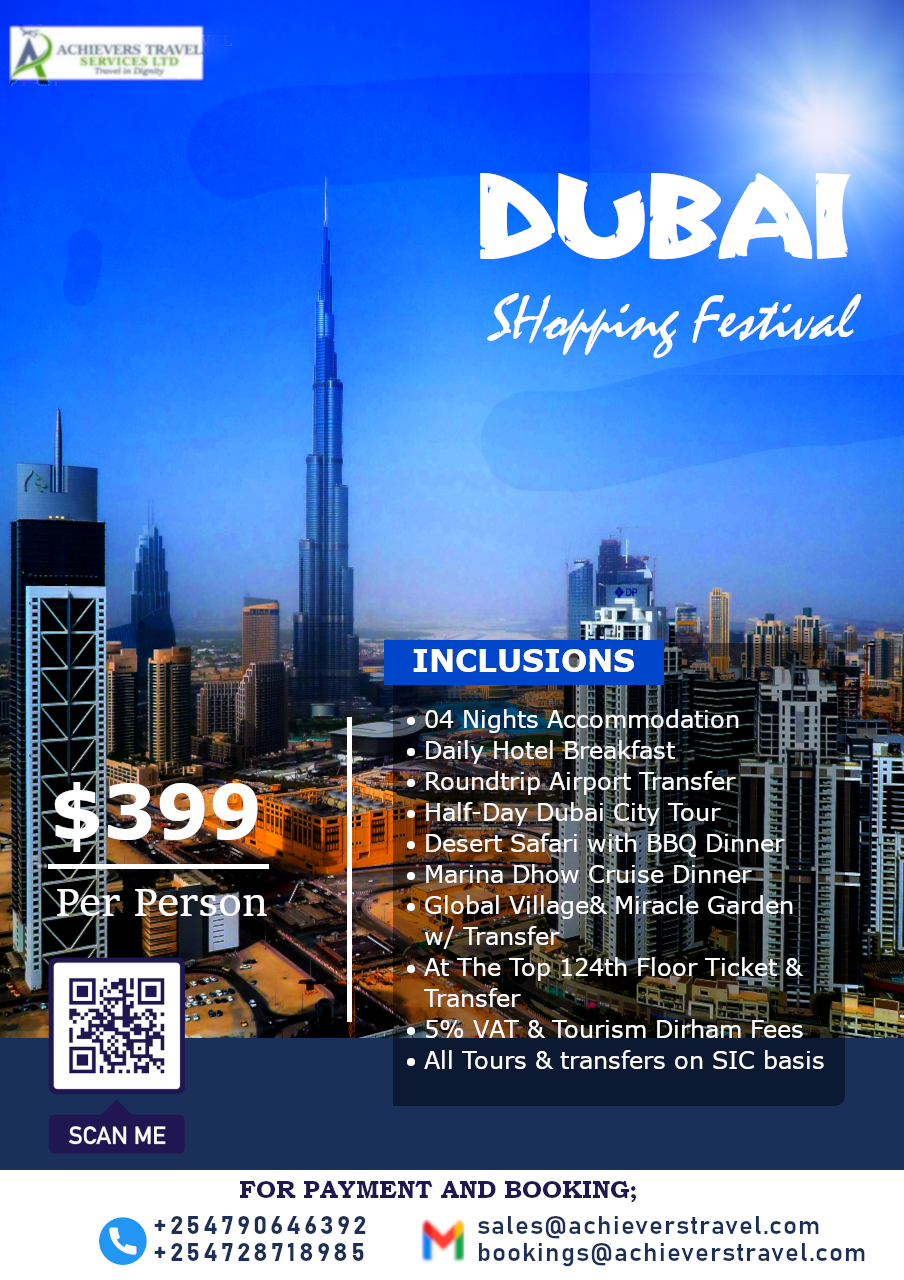 ACHIEVERS TRAVEL
SERVICES LTD
Travel in Dignity
DUBAI
SHopping Festival
DP
INCLUSIONS
• 04 Nights Accommodation
• Daily Hotel Breakfast
• Roundtrip Airport Transfer
• Half-Day Dubai City Tour
• Desert Safari with BBQ Dinner
• Marina Dhow Cruise Dinner
• Global Village& Miracle Garden
w/ Transfer
• At The Top 124th Floor Ticket &
Transfer
• 5% VAT & Tourism Dirham Fees
• All Tours & transfers on SIC basis
$399
Per Person
SCAN ME
FOR PAYMENT AND BOOKING;
+254790646392
+254728718985
sales@achieverstravel.com
bookings@achieverstravel.com